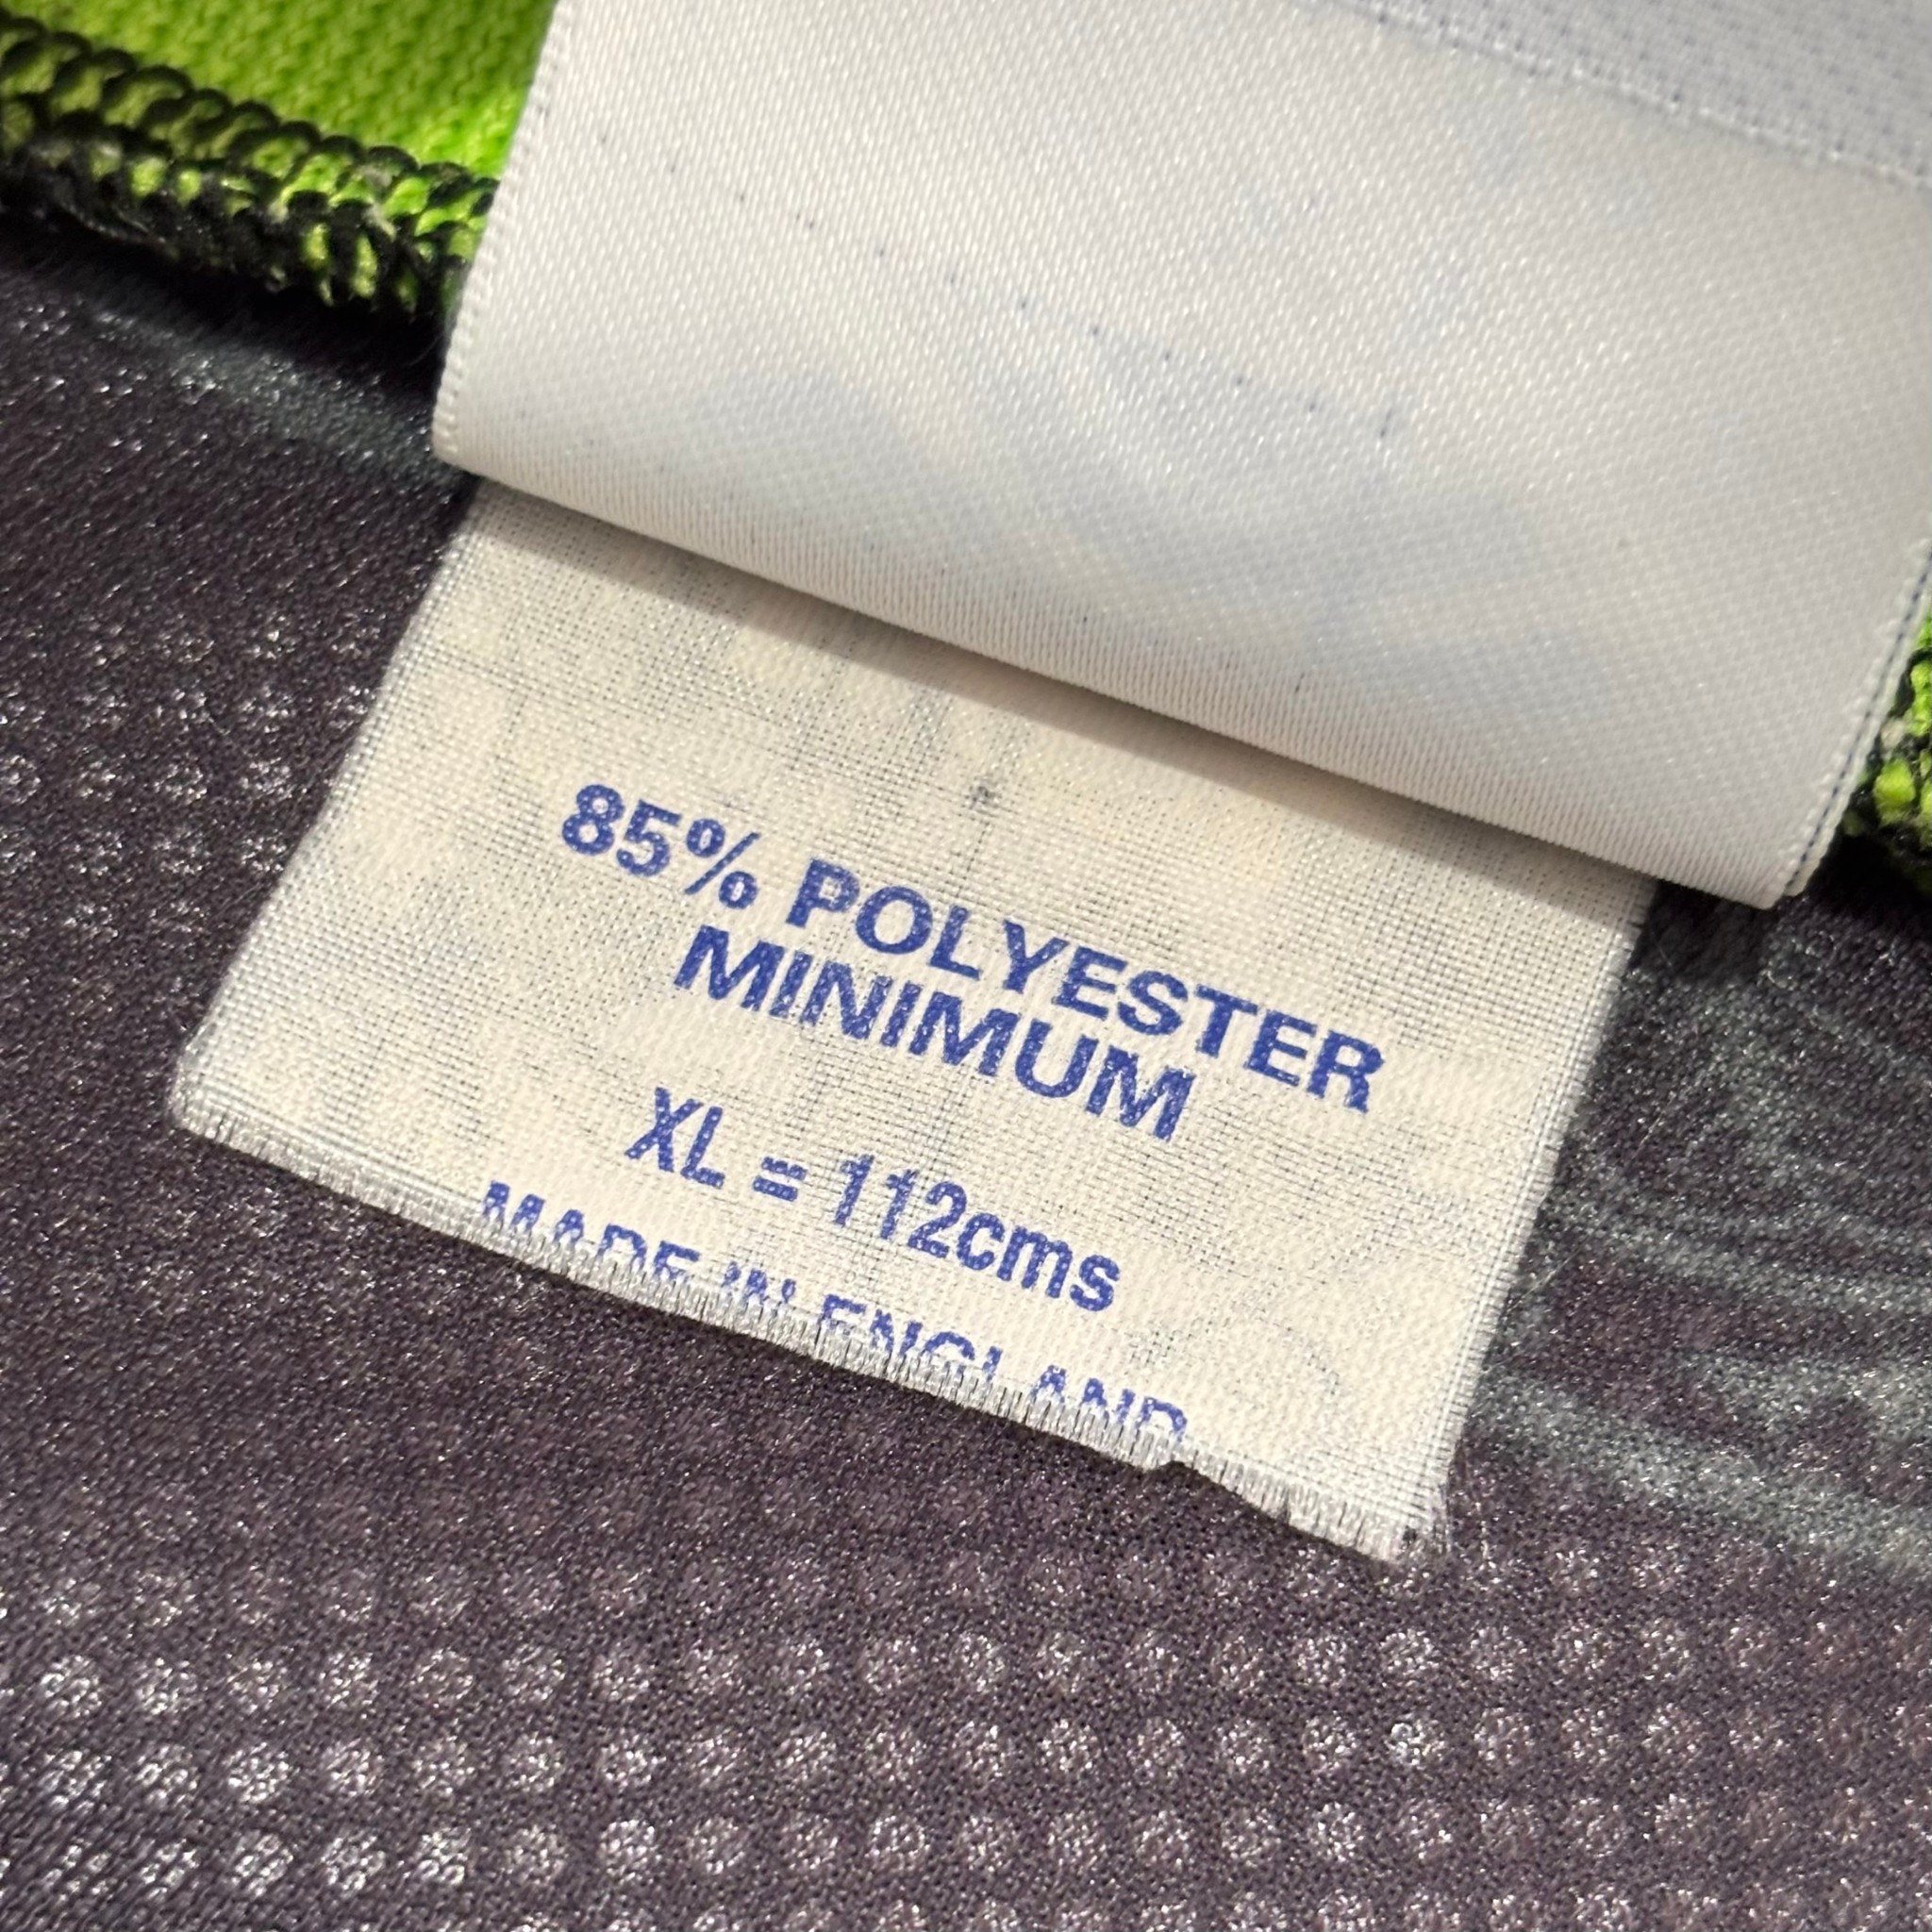 85% POLYESTER
MINIMUM
XL = 112cms
MADE IN ENGLAND